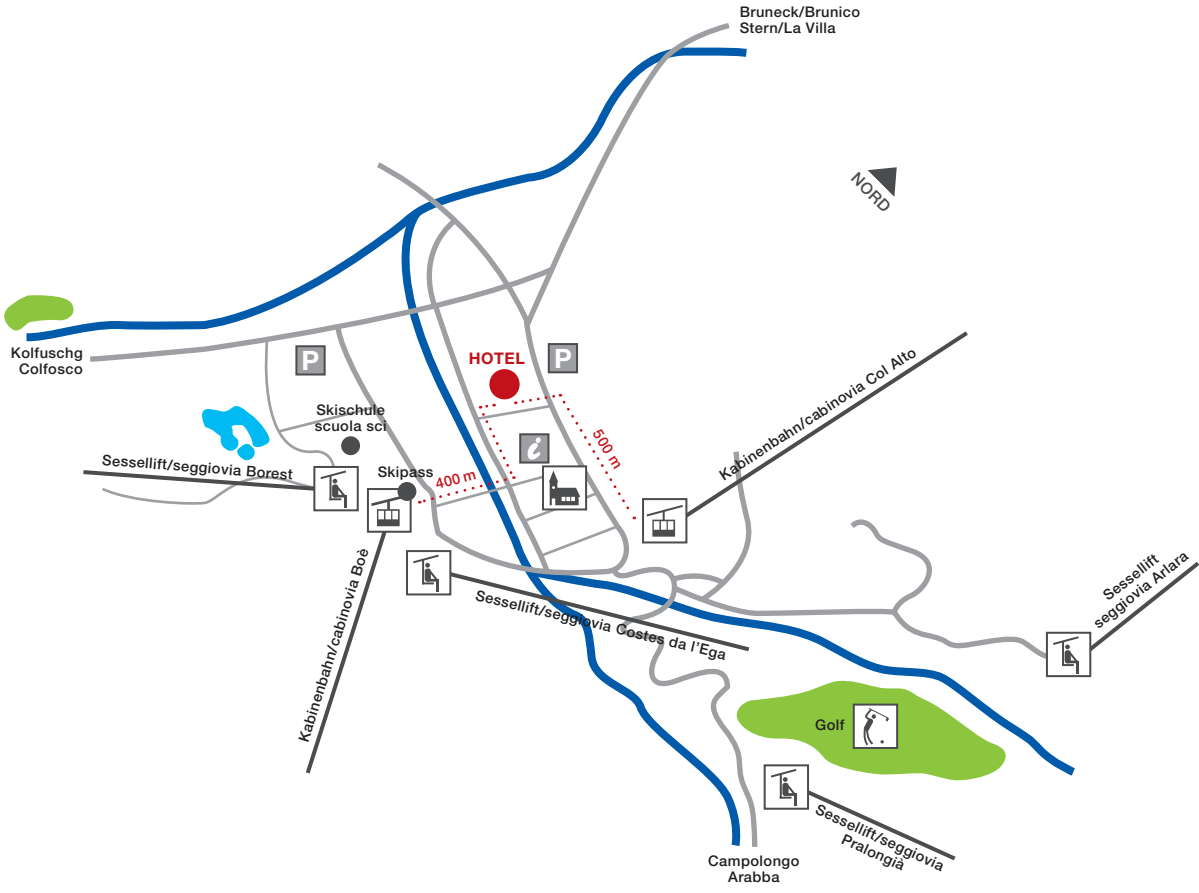 Bruneck/Brunico
Stern/La Villa
NORD
Kolfuschg
Colfosco
P
HOTEL
P
Kabinenbahn/cabinovia Col Alto
Skischule
scuola sci
i
500 m
Sessellift/seggiovia Borest
Skipass
400 m
Kabinenbahn/cabinovia Boè
Sessellift/seggiovia Costes da l'Ega
Sessellift
seggiovia Arlara
Golf
Sessellift/seggiovia
Pralongià
Campolongo
Arabba